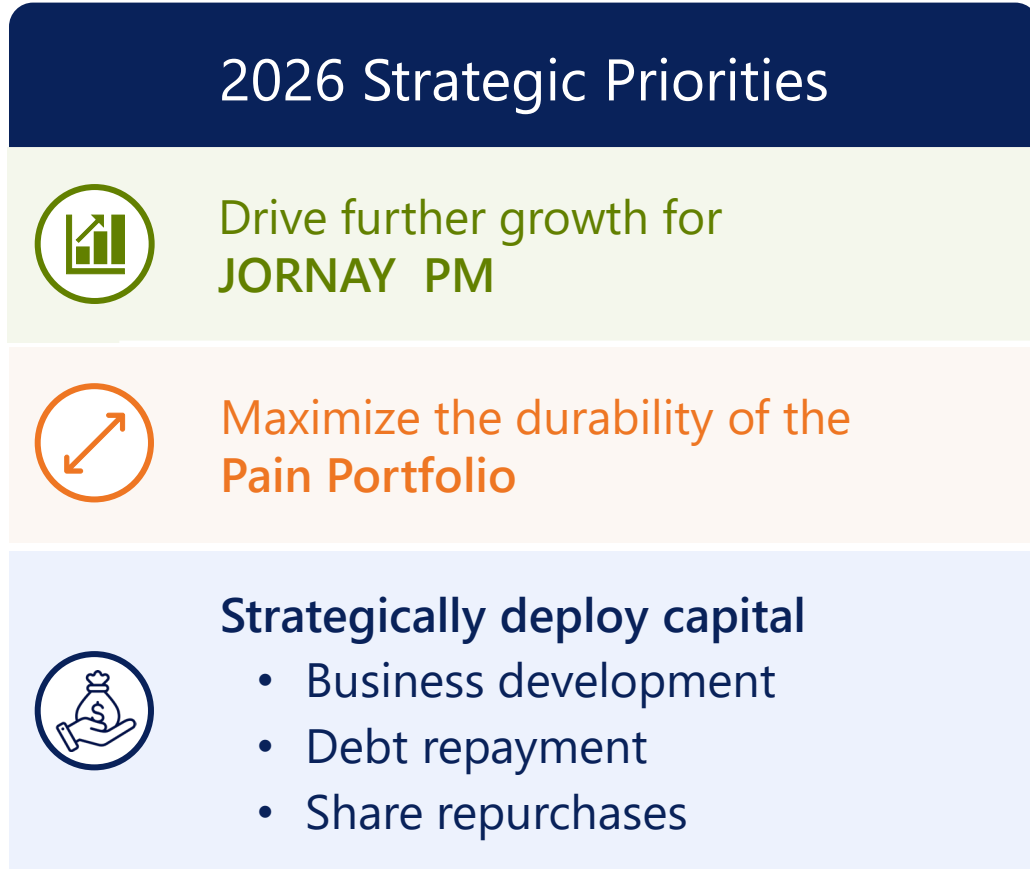 2026 Strategic Priorities
Drive further growth for
JORNAY PM
Maximize the durability of the
Pain Portfolio
$
Strategically deploy capital
• Business development
• Debt repayment
• Share repurchases